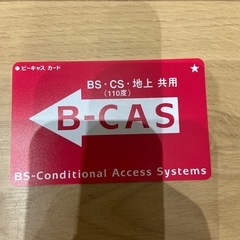 ● ビーキャス カード ★
BS・CS・地上 共用
(110度)
B-CAS
BS-Conditional Access Systems